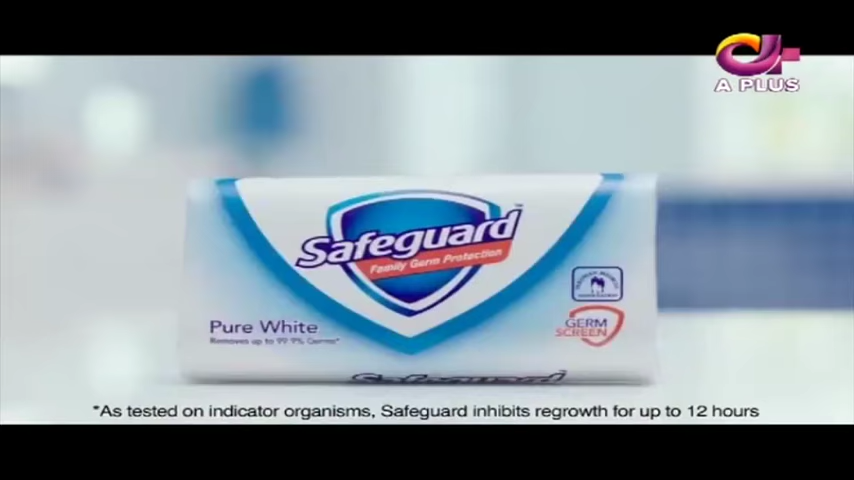 A PLUS
Safeguard™
Family Germ Protection
Pure White
Removes up to 99.9% Germs*
GERM
SCREEN
Safeguard
*As tested on indicator organisms, Safeguard inhibits regrowth for up to 12 hours